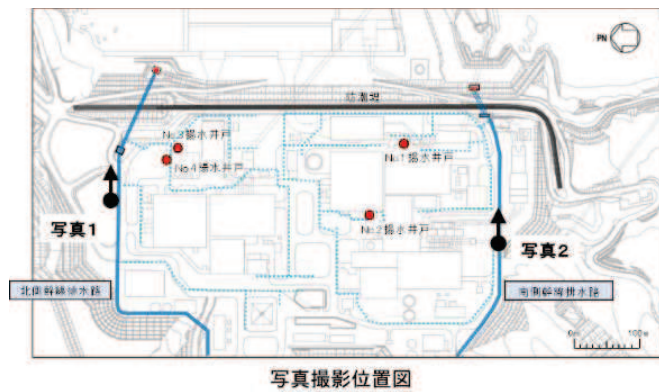 PN
防潮堤
No.3揚水井戸
No.4揚水井戸
No.1揚水井戸
写真1
No.2揚水井戸
写真2
北側幹線排水路
南側幹線排水路
0m
100m
写真撮影位置図